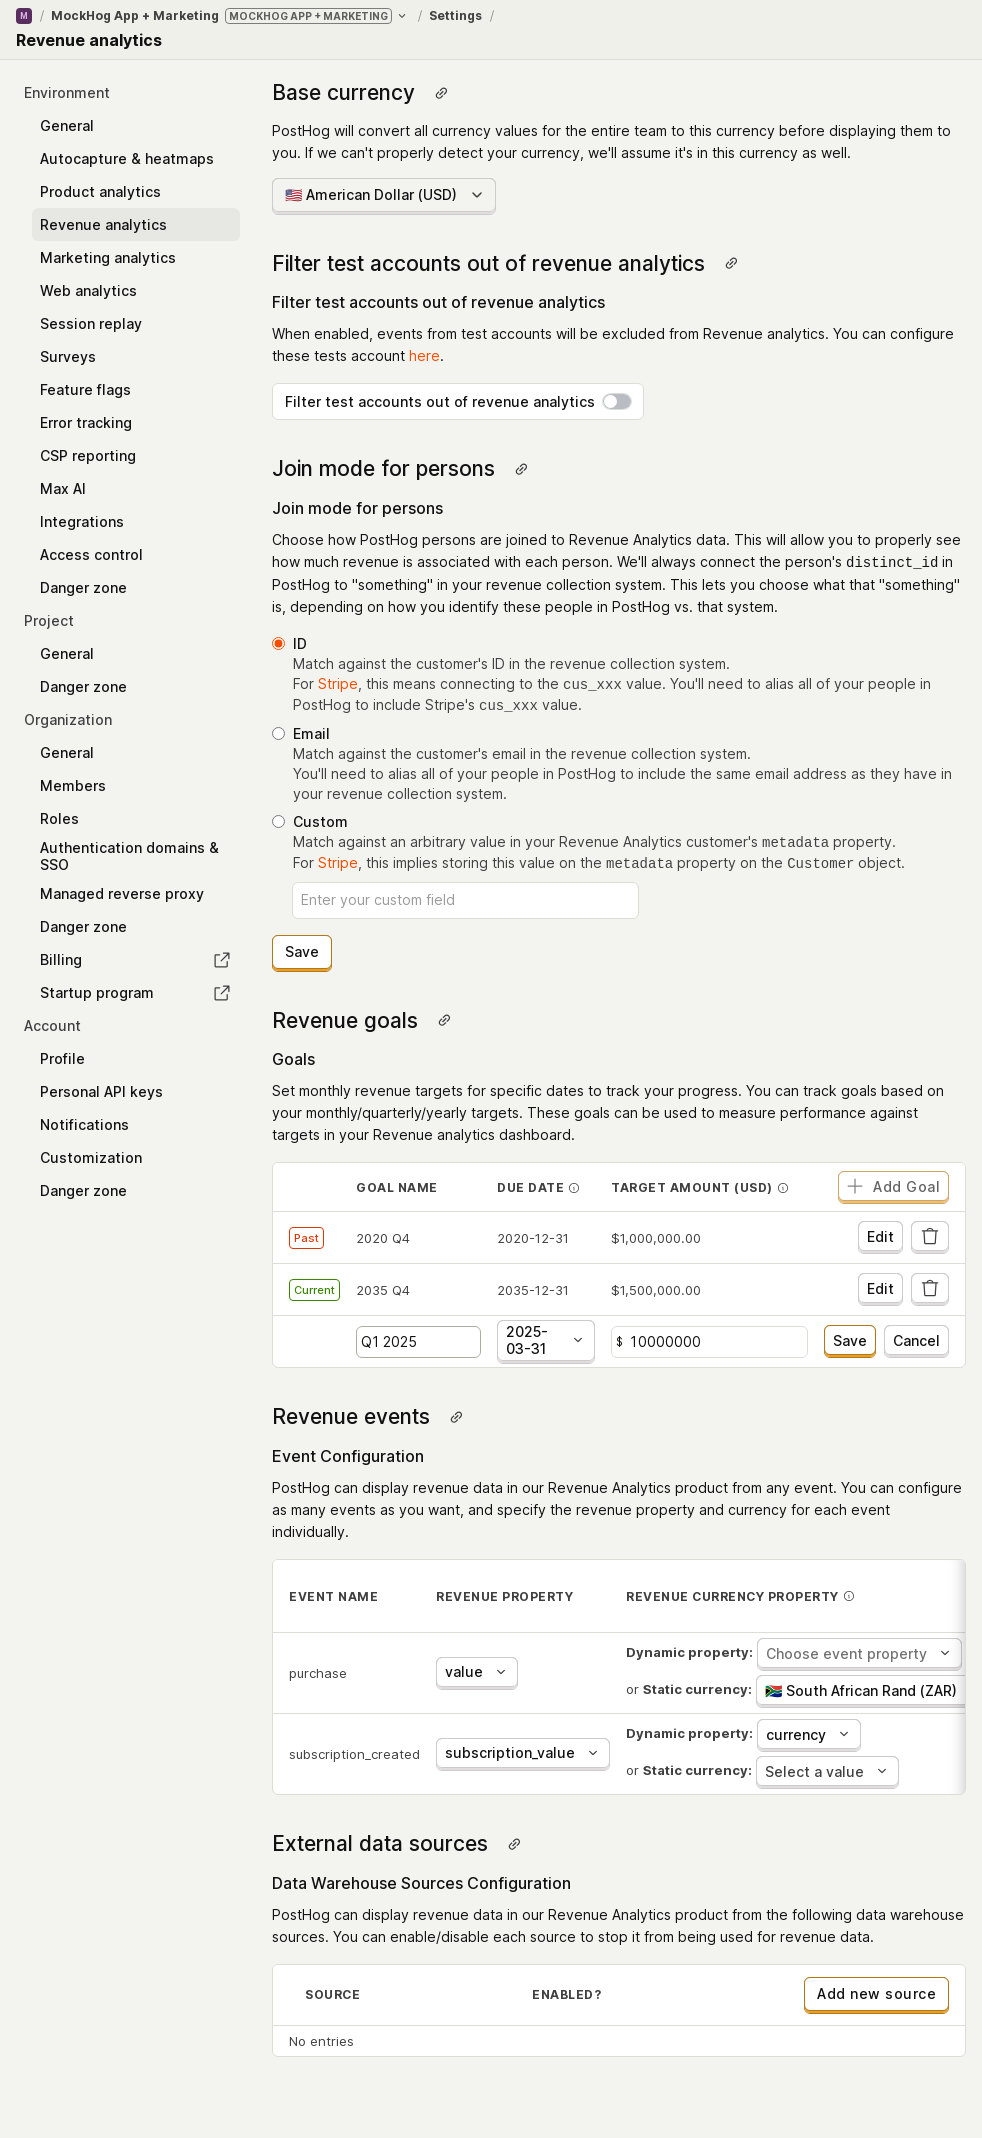 M / MockHog App + Marketing MOCKHOG APP + MARKETING / Settings /
Revenue analytics
Environment
General
Autocapture & heatmaps
Product analytics
Revenue analytics
Marketing analytics
Web analytics
Session replay
Surveys
Feature flags
Error tracking
CSP reporting
Max AI
Integrations
Access control
Danger zone
Project
General
Danger zone
Organization
General
Members
Roles
Authentication domains &
SSO
Managed reverse proxy
Danger zone
Billing
Startup program
Account
Profile
Personal API keys
Notifications
Customization
Danger zone
Base currency
PostHog will convert all currency values for the entire team to this currency before displaying them to
you. If we can't properly detect your currency, we'll assume it's in this currency as well.
🇺🇸 American Dollar (USD)
Filter test accounts out of revenue analytics
Filter test accounts out of revenue analytics
When enabled, events from test accounts will be excluded from Revenue analytics. You can configure
these tests account here.
Filter test accounts out of revenue analytics
Join mode for persons
Join mode for persons
Choose how PostHog persons are joined to Revenue Analytics data. This will allow you to properly see
how much revenue is associated with each person. We'll always connect the person's distinct_id in
PostHog to "something" in your revenue collection system. This lets you choose what that "something"
is, depending on how you identify these people in PostHog vs. that system.
ID
Match against the customer's ID in the revenue collection system.
For Stripe, this means connecting to the cus_xxx value. You'll need to alias all of your people in
PostHog to include Stripe's cus_xxx value.
Email
Match against the customer's email in the revenue collection system.
You'll need to alias all of your people in PostHog to include the same email address as they have in
your revenue collection system.
Custom
Match against an arbitrary value in your Revenue Analytics customer's metadata property.
For Stripe, this implies storing this value on the metadata property on the Customer object.
Enter your custom field
Save
Revenue goals
Goals
Set monthly revenue targets for specific dates to track your progress. You can track goals based on
your monthly/quarterly/yearly targets. These goals can be used to measure performance against
targets in your Revenue analytics dashboard.
GOAL NAME DUE DATE TARGET AMOUNT (USD) Add Goal
Past 2020 Q4 2020-12-31 $1,000,000.00 Edit
Current 2035 Q4 2035-12-31 $1,500,000.00 Edit
Q1 2025 2025-
03-31 $ 10000000 Save Cancel
Revenue events
Event Configuration
PostHog can display revenue data in our Revenue Analytics product from any event. You can configure
as many events as you want, and specify the revenue property and currency for each event
individually.
EVENT NAME REVENUE PROPERTY REVENUE CURRENCY PROPERTY
purchase value Dynamic property: Choose event property
or Static currency: 🇿🇦 South African Rand (ZAR)
subscription_created subscription_value Dynamic property: currency
or Static currency: Select a value
External data sources
Data Warehouse Sources Configuration
PostHog can display revenue data in our Revenue Analytics product from the following data warehouse
sources. You can enable/disable each source to stop it from being used for revenue data.
SOURCE ENABLED? Add new source
No entries